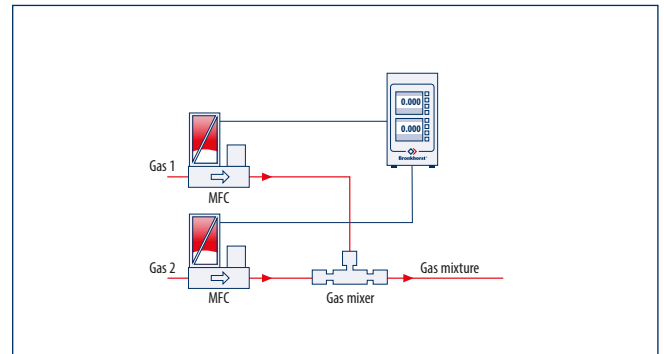 0.000
0.000
Bronkhorst
Gas 1
MFC
Gas 2
MFC
Gas mixer
Gas mixture